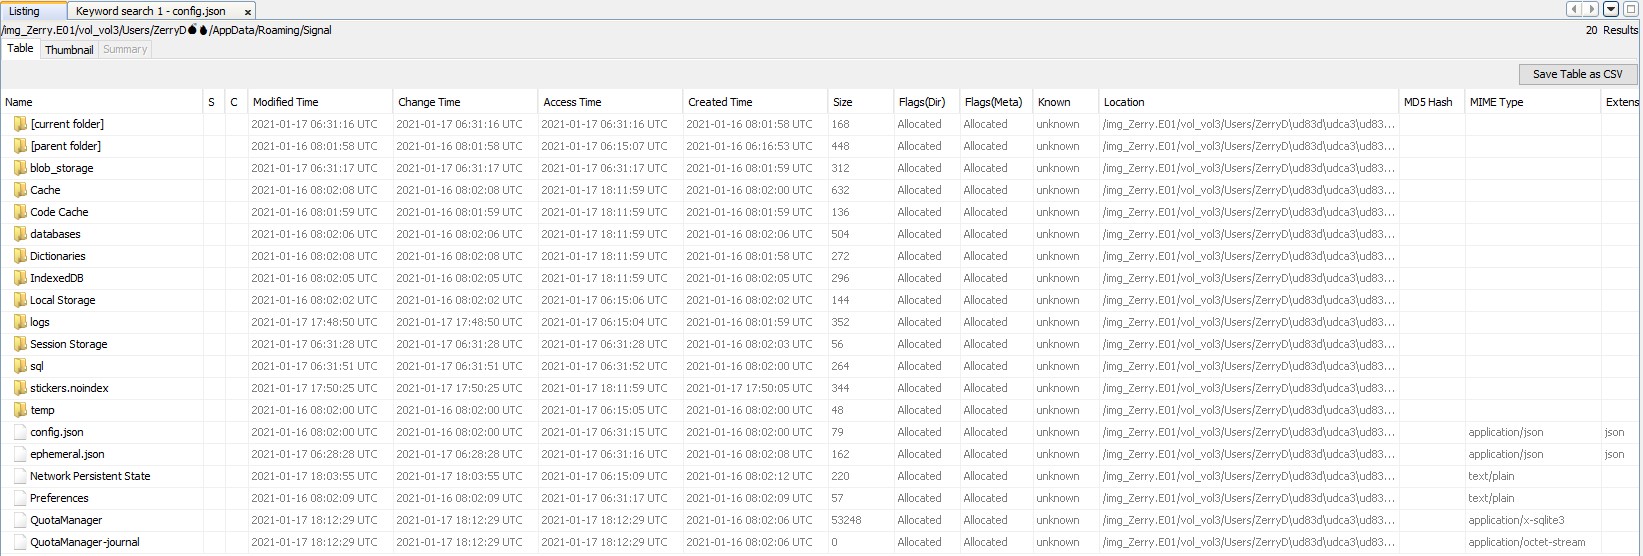 Listing Keyword search 1 - config.json ×
/img_Zerry.E01/vol_vol3/Users/ZerryD💣💧/AppData/Roaming/Signal
20 Results
Table Thumbnail Summary
Save Table as CSV
Name S C Modified Time Change Time Access Time Created Time Size Flags(Dir) Flags(Meta) Known Location MD5 Hash MIME Type Extens
[current folder] 2021-01-17 06:31:16 UTC 2021-01-17 06:31:16 UTC 2021-01-17 06:31:16 UTC 2021-01-16 08:01:58 UTC 168 Allocated Allocated unknown /img_Zerry.E01/vol_vol3/Users/ZerryD\ud83d\udca3\ud83...
[parent folder] 2021-01-16 08:01:58 UTC 2021-01-16 08:01:58 UTC 2021-01-17 06:15:07 UTC 2021-01-16 06:16:53 UTC 448 Allocated Allocated unknown /img_Zerry.E01/vol_vol3/Users/ZerryD\ud83d\udca3\ud83...
blob_storage 2021-01-17 06:31:17 UTC 2021-01-17 06:31:17 UTC 2021-01-17 06:31:17 UTC 2021-01-17 06:31:17 UTC 312 Allocated Allocated unknown /img_Zerry.E01/vol_vol3/Users/ZerryD\ud83d\udca3\ud83...
Cache 2021-01-16 08:02:08 UTC 2021-01-16 08:02:08 UTC 2021-01-17 18:11:59 UTC 2021-01-16 08:02:00 UTC 632 Allocated Allocated unknown /img_Zerry.E01/vol_vol3/Users/ZerryD\ud83d\udca3\ud83...
Code Cache 2021-01-16 08:01:59 UTC 2021-01-16 08:01:59 UTC 2021-01-17 18:11:59 UTC 2021-01-16 08:01:59 UTC 136 Allocated Allocated unknown /img_Zerry.E01/vol_vol3/Users/ZerryD\ud83d\udca3\ud83...
databases 2021-01-16 08:02:06 UTC 2021-01-16 08:02:06 UTC 2021-01-17 18:11:59 UTC 2021-01-16 08:02:06 UTC 504 Allocated Allocated unknown /img_Zerry.E01/vol_vol3/Users/ZerryD\ud83d\udca3\ud83...
Dictionaries 2021-01-16 08:02:08 UTC 2021-01-16 08:02:08 UTC 2021-01-17 18:11:59 UTC 2021-01-16 08:01:58 UTC 272 Allocated Allocated unknown /img_Zerry.E01/vol_vol3/Users/ZerryD\ud83d\udca3\ud83...
IndexedDB 2021-01-16 08:02:05 UTC 2021-01-16 08:02:05 UTC 2021-01-17 18:11:59 UTC 2021-01-16 08:02:05 UTC 296 Allocated Allocated unknown /img_Zerry.E01/vol_vol3/Users/ZerryD\ud83d\udca3\ud83...
Local Storage 2021-01-16 08:02:02 UTC 2021-01-16 08:02:02 UTC 2021-01-17 06:15:06 UTC 2021-01-16 08:02:02 UTC 144 Allocated Allocated unknown /img_Zerry.E01/vol_vol3/Users/ZerryD\ud83d\udca3\ud83...
logs 2021-01-17 17:48:50 UTC 2021-01-17 17:48:50 UTC 2021-01-17 06:15:04 UTC 2021-01-16 08:01:59 UTC 352 Allocated Allocated unknown /img_Zerry.E01/vol_vol3/Users/ZerryD\ud83d\udca3\ud83...
Session Storage 2021-01-17 06:31:28 UTC 2021-01-17 06:31:28 UTC 2021-01-17 06:31:28 UTC 2021-01-16 08:02:03 UTC 56 Allocated Allocated unknown /img_Zerry.E01/vol_vol3/Users/ZerryD\ud83d\udca3\ud83...
sql 2021-01-17 06:31:51 UTC 2021-01-17 06:31:51 UTC 2021-01-17 06:31:52 UTC 2021-01-16 08:02:00 UTC 264 Allocated Allocated unknown /img_Zerry.E01/vol_vol3/Users/ZerryD\ud83d\udca3\ud83...
stickers.noindex 2021-01-17 17:50:25 UTC 2021-01-17 17:50:25 UTC 2021-01-17 18:11:59 UTC 2021-01-17 17:50:05 UTC 344 Allocated Allocated unknown /img_Zerry.E01/vol_vol3/Users/ZerryD\ud83d\udca3\ud83...
temp 2021-01-16 08:02:00 UTC 2021-01-16 08:02:00 UTC 2021-01-17 06:15:05 UTC 2021-01-16 08:02:00 UTC 48 Allocated Allocated unknown /img_Zerry.E01/vol_vol3/Users/ZerryD\ud83d\udca3\ud83...
config.json 2021-01-16 08:02:00 UTC 2021-01-16 08:02:00 UTC 2021-01-17 06:31:15 UTC 2021-01-16 08:02:00 UTC 79 Allocated Allocated unknown /img_Zerry.E01/vol_vol3/Users/ZerryD\ud83d\udca3\ud83... application/json json
ephemeral.json 2021-01-17 06:28:28 UTC 2021-01-17 06:28:28 UTC 2021-01-17 06:31:16 UTC 2021-01-16 08:02:08 UTC 162 Allocated Allocated unknown /img_Zerry.E01/vol_vol3/Users/ZerryD\ud83d\udca3\ud83... application/json json
Network Persistent State 2021-01-17 18:03:55 UTC 2021-01-17 18:03:55 UTC 2021-01-17 06:15:09 UTC 2021-01-16 08:02:12 UTC 220 Allocated Allocated unknown /img_Zerry.E01/vol_vol3/Users/ZerryD\ud83d\udca3\ud83... text/plain
Preferences 2021-01-16 08:02:09 UTC 2021-01-16 08:02:09 UTC 2021-01-17 06:31:17 UTC 2021-01-16 08:02:09 UTC 57 Allocated Allocated unknown /img_Zerry.E01/vol_vol3/Users/ZerryD\ud83d\udca3\ud83... text/plain
QuotaManager 2021-01-17 18:12:29 UTC 2021-01-17 18:12:29 UTC 2021-01-17 18:12:29 UTC 2021-01-16 08:02:06 UTC 53248 Allocated Allocated unknown /img_Zerry.E01/vol_vol3/Users/ZerryD\ud83d\udca3\ud83... application/x-sqlite3
QuotaManager-journal 2021-01-17 18:12:29 UTC 2021-01-17 18:12:29 UTC 2021-01-17 18:12:29 UTC 2021-01-16 08:02:06 UTC 0 Allocated Allocated unknown /img_Zerry.E01/vol_vol3/Users/ZerryD\ud83d\udca3\ud83... application/octet-stream